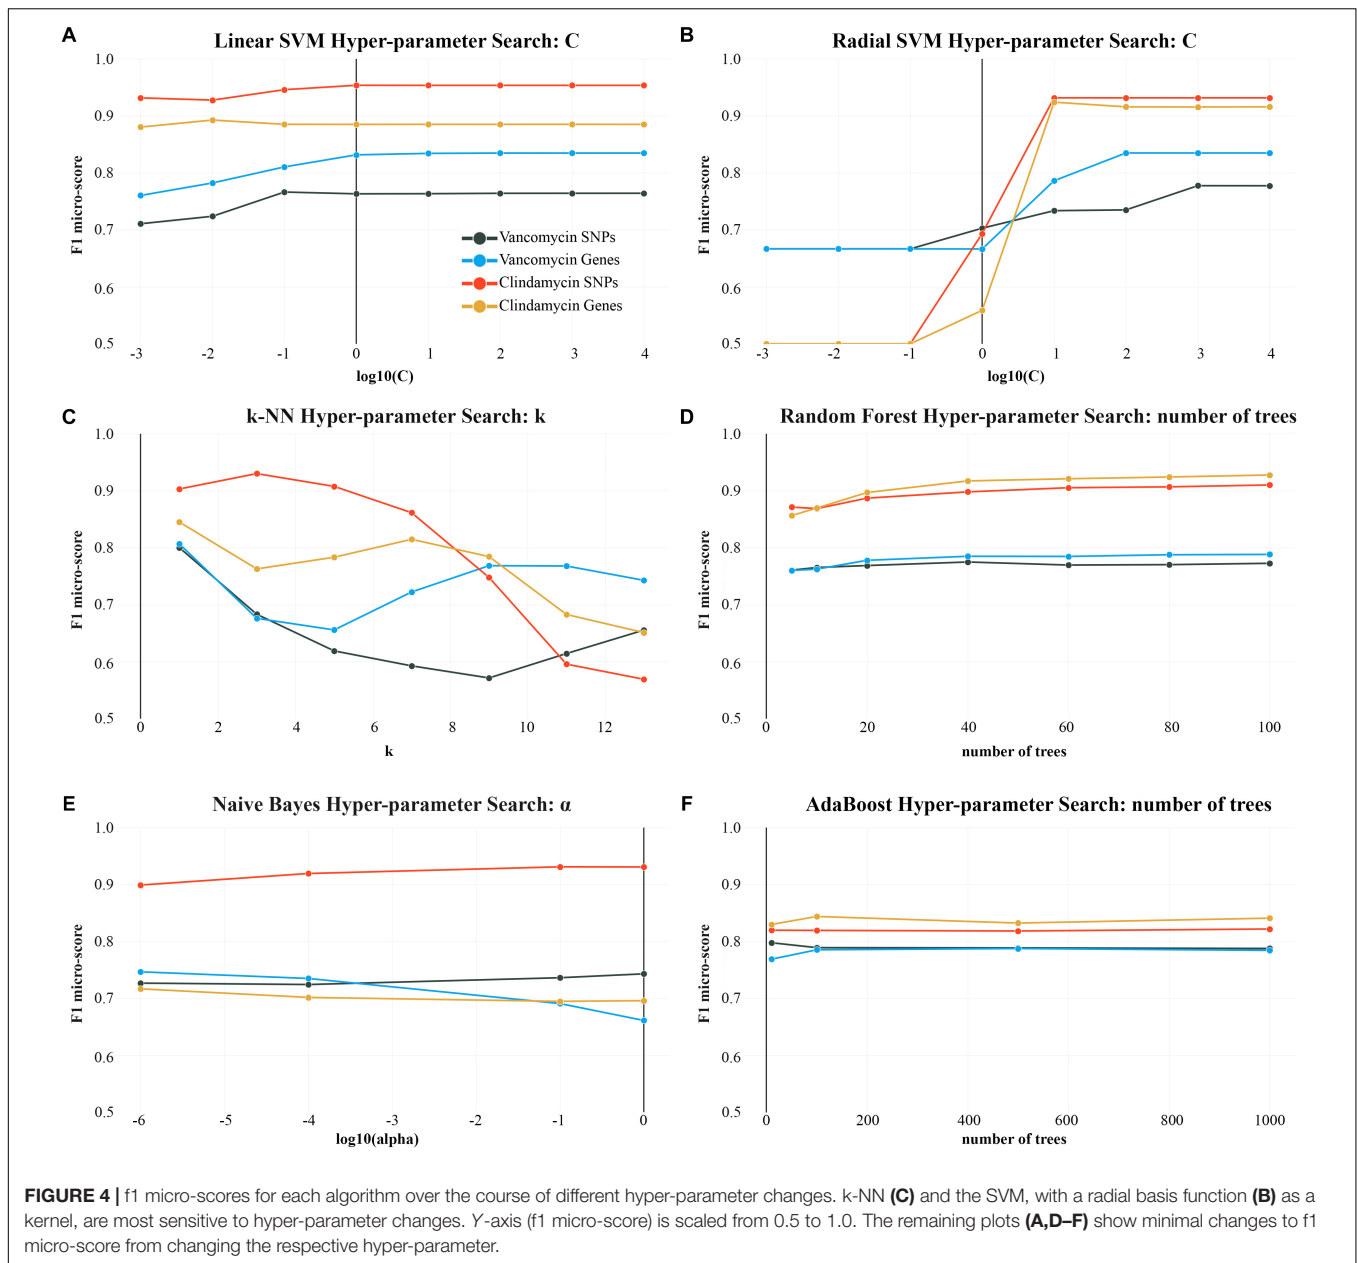 A
Linear SVM Hyper-parameter Search: C
1.0
0.9
0.8
0.7
0.6
0.5
F1 micro-score
-3 -2 -1 0 1 2 3 4
log10(C)
Vancomycin SNPs
Vancomycin Genes
Clindamycin SNPs
Clindamycin Genes
B
Radial SVM Hyper-parameter Search: C
1.0
0.9
0.8
0.7
0.6
0.5
F1 micro-score
-3 -2 -1 0 1 2 3 4
log10(C)
C
k-NN Hyper-parameter Search: k
1.0
0.9
0.8
0.7
0.6
0.5
F1 micro-score
0 2 4 6 8 10 12
k
D
Random Forest Hyper-parameter Search: number of trees
1.0
0.9
0.8
0.7
0.6
0.5
F1 micro-score
0 20 40 60 80 100
number of trees
E
Naive Bayes Hyper-parameter Search: α
1.0
0.9
0.8
0.7
0.6
0.5
F1 micro-score
-6 -5 -4 -3 -2 -1 0
log10(alpha)
F
AdaBoost Hyper-parameter Search: number of trees
1.0
0.9
0.8
0.7
0.6
0.5
F1 micro-score
0 200 400 600 800 1000
number of trees
FIGURE 4 | f1 micro-scores for each algorithm over the course of different hyper-parameter changes. k-NN (C) and the SVM, with a radial basis function (B) as a
kernel, are most sensitive to hyper-parameter changes. Y-axis (f1 micro-score) is scaled from 0.5 to 1.0. The remaining plots (A,D–F) show minimal changes to f1
micro-score from changing the respective hyper-parameter.